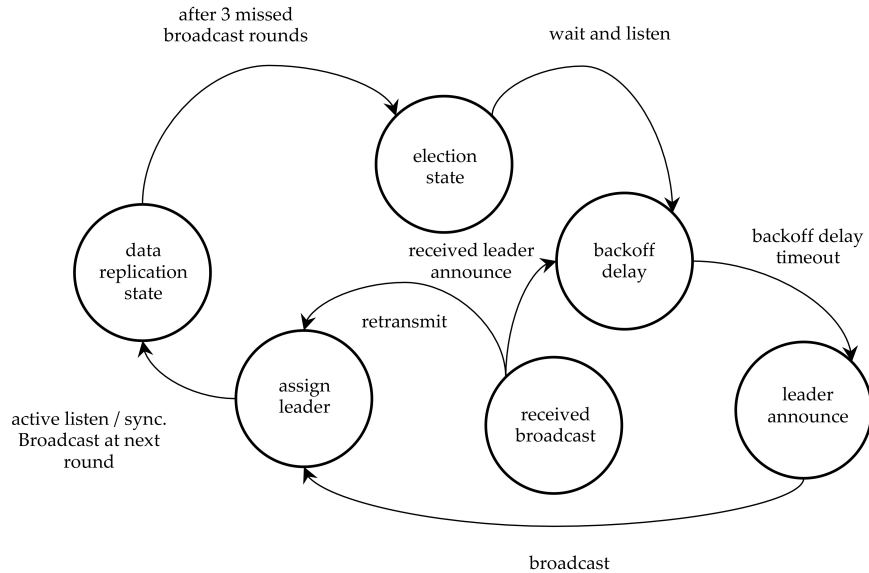 after 3 missed
broadcast rounds
wait and listen
election
state
data
replication
state
received leader
announce
backoff
delay
backoff delay
timeout
retransmit
assign
leader
received
broadcast
leader
announce
active listen / sync.
Broadcast at next
round
broadcast